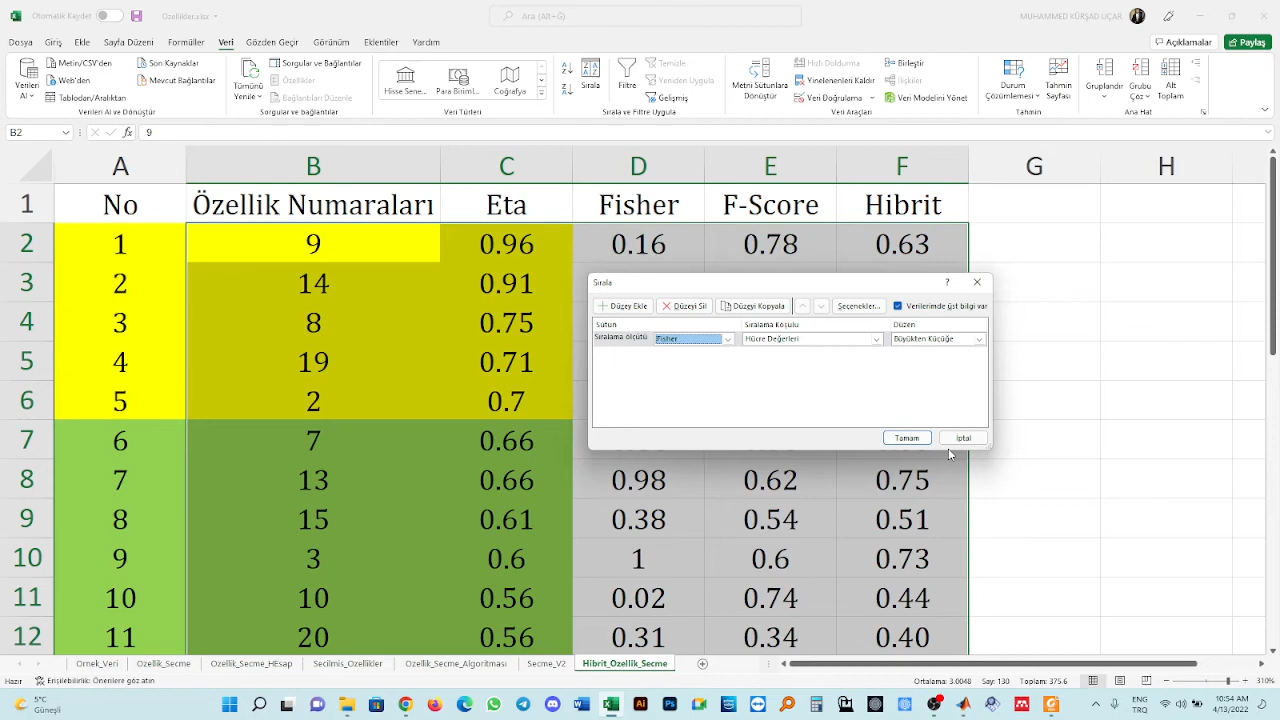 Otomatik Kaydet
Ozellikler.xlsx
Ara (Alt+Ğ)
MUHAMMED KÜRŞAD UÇAR
Dosya Giriş Ekle Sayfa Düzeni Formüller Veri Gözden Geçir Görünüm Eklentiler Yardım
Açıklamalar Paylaş
Verileri Al
Metin/CSV'den
Web'den
Tablodan/Aralıktan
Son Kaynaklar
Mevcut Bağlantılar
Verileri Al ve Dönüştür
Tümünü Yenile
Sorgular ve Bağlantılar
Özellikler
Bağlantıları Düzenle
Sorgular ve bağlantılar
Hisse Sene...
Para Birimi...
Coğrafya
Veri Türleri
Sırala
Filtre
Temizle
Yeniden Uygula
Gelişmiş
Sırala ve Filtre Uygula
Metni Sütunlara Dönüştür
Hızlı Doldurma
Yinelenenleri Kaldır
Veri Doğrulama
Birleştir
İlişkiler
Veri Modelini Yönet
Veri Araçları
Durum Çözümlemesi
Tahmin Sayfası
Tahmin
Gruplandır
Grubu Çöz
Alt Toplam
Ana Hat
B2 fx 9
A B C D E F G H
1 No Özellik Numaraları Eta Fisher F-Score Hibrit
2 1 9 0.96 0.16 0.78 0.63
3 2 14 0.91
4 3 8 0.75
5 4 19 0.71
6 5 2 0.7
7 6 7 0.66
8 7 13 0.66 0.98 0.62 0.75
9 8 15 0.61 0.38 0.54 0.51
10 9 3 0.6 1 0.6 0.73
11 10 10 0.56 0.02 0.74 0.44
12 11 20 0.56 0.31 0.34 0.40
Sırala ?
Düzey Ekle Düzeyi Sil Düzeyi Kopyala Seçenekler... Verilerimde üst bilgi var
Sütun Sıralama Koşulu Düzen
Sıralama ölçütü Fisher Hücre Değerleri Büyükten Küçüğe
Tamam İptal
Ornek_Veri Özellik_Secme Özellik_Secme_HEsap Secilmis_Ozellikler Ozellik_Secme_Algoritması Secme_V2 Hibrit_Ozellik_Secme
Hazır Erişilebilirlik: Önerilere göz atın
Ortalama: 3.0048 Say: 130 Toplam: 375.6 310%
5°C
Güneşli
ENG
TRQ
10:54 AM
4/13/2022